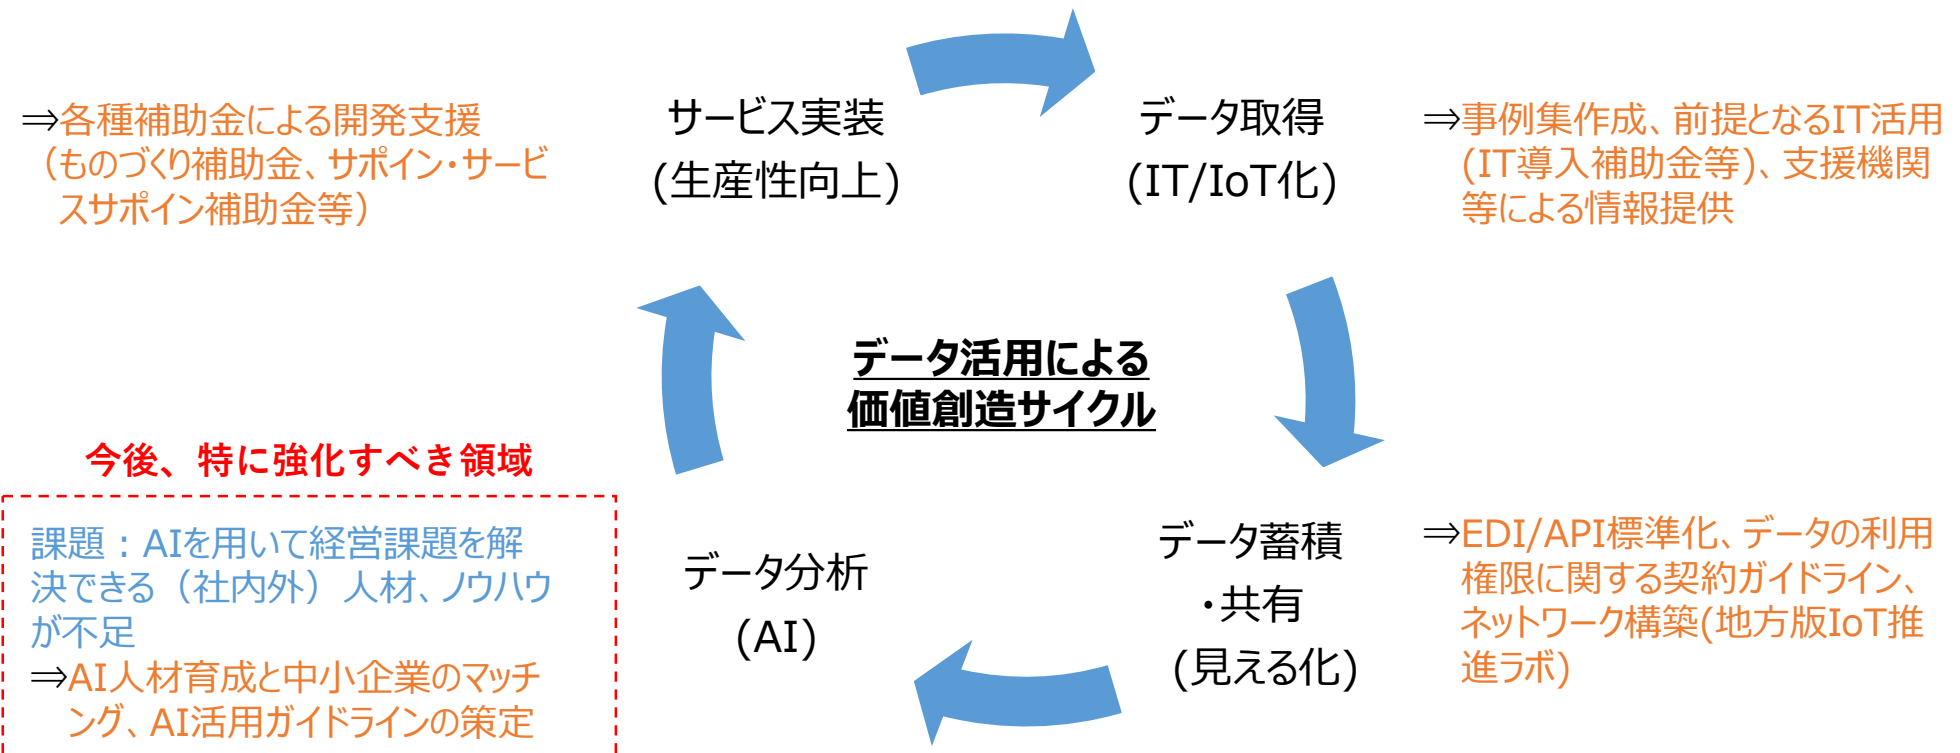 ⇒各種補助金による開発支援
（ものづくり補助金、サポイン・サービ
スサポイン補助金等）
サービス実装
(生産性向上)
データ取得
(IT/IoT化)
⇒事例集作成、前提となるIT活用
(IT導入補助金等)、支援機関
等による情報提供
データ活用による
価値創造サイクル
今後、特に強化すべき領域
課題：AIを用いて経営課題を解
決できる（社内外）人材、ノウハウ
が不足
⇒AI人材育成と中小企業のマッチ
ング、AI活用ガイドラインの策定
データ分析
(AI)
データ蓄積
・共有
(見える化)
⇒EDI/API標準化、データの利用
権限に関する契約ガイドライン、
ネットワーク構築(地方版IoT推
進ラボ)